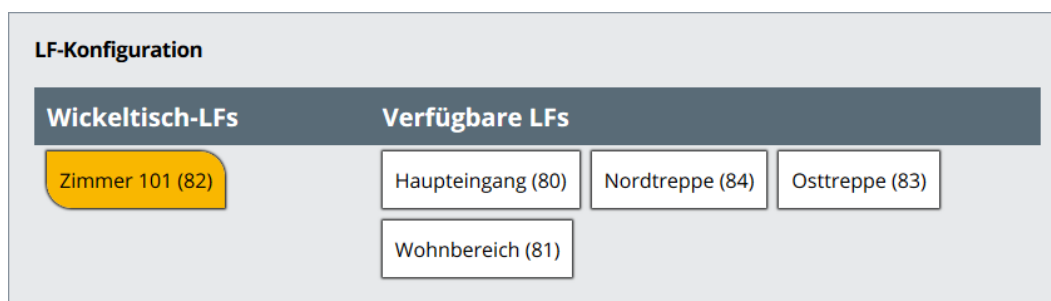 LF-Konfiguration
Wickeltisch-LFs Verfügbare LFs
Zimmer 101 (82) Haupteingang (80) Nordtreppe (84) Osttreppe (83)
Wohnbereich (81)